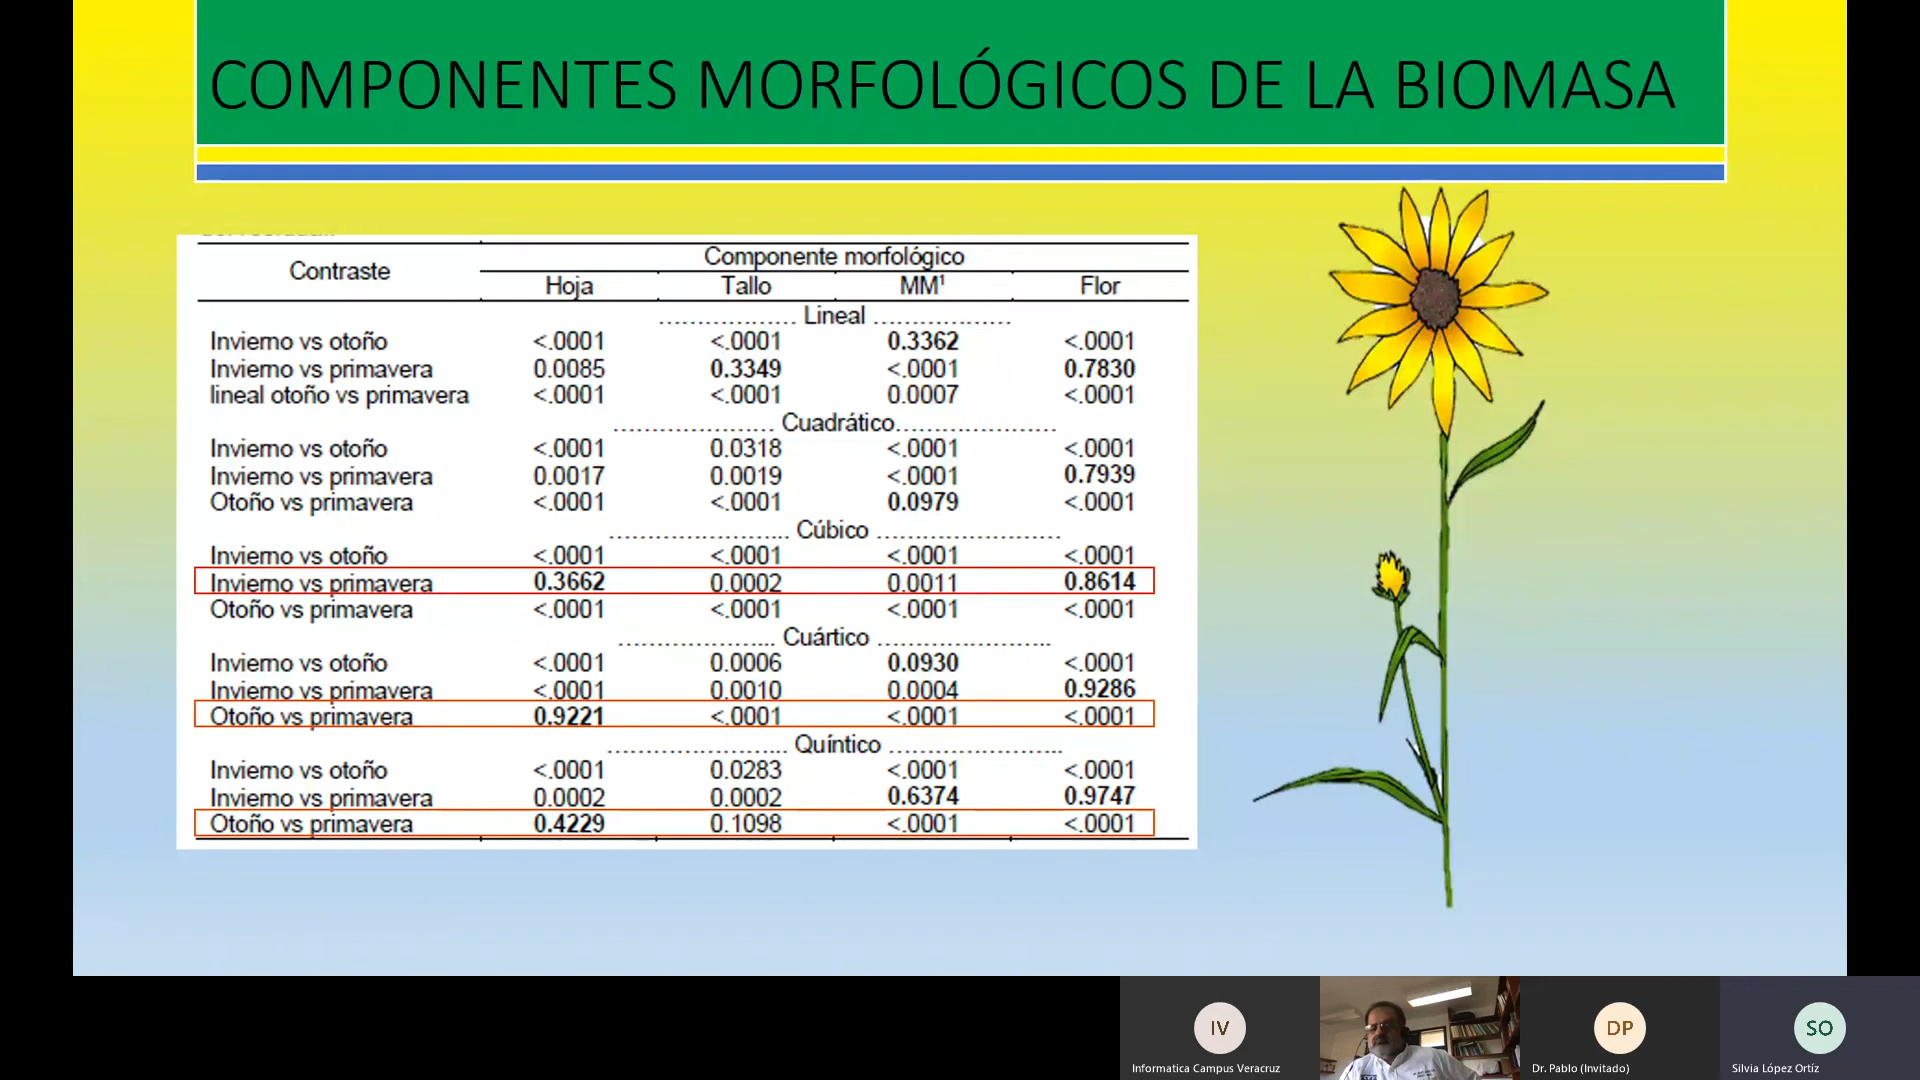 COMPONENTES MORFOLÓGICOS DE LA BIOMASA
Contraste Componente morfológico
Hoja Tallo MM¹ Flor
.................. Lineal ..................
Invierno vs otoño <.0001 <.0001 0.3362 <.0001
Invierno vs primavera 0.0085 0.3349 <.0001 0.7830
lineal otoño vs primavera <.0001 <.0001 0.0007 <.0001
..................... Cuadrático.....................
Invierno vs otoño <.0001 0.0318 <.0001 <.0001
Invierno vs primavera 0.0017 0.0019 <.0001 0.7939
Otoño vs primavera <.0001 <.0001 0.0979 <.0001
........................ Cúbico ........................
Invierno vs otoño <.0001 <.0001 <.0001 <.0001
Invierno vs primavera 0.3662 0.0002 0.0011 0.8614
Otoño vs primavera <.0001 <.0001 <.0001 <.0001
..................... Cuártico .......................
Invierno vs otoño <.0001 0.0006 0.0930 <.0001
Invierno vs primavera <.0001 0.0010 0.0004 0.9286
Otoño vs primavera 0.9221 <.0001 <.0001 <.0001
........................ Quíntico .......................
Invierno vs otoño <.0001 0.0283 <.0001 <.0001
Invierno vs primavera 0.0002 0.0002 0.6374 0.9747
Otoño vs primavera 0.4229 0.1098 <.0001 <.0001
IV DP SO
Informatica Campus Veracruz Dr. Pablo (Invitado) Silvia López Ortíz